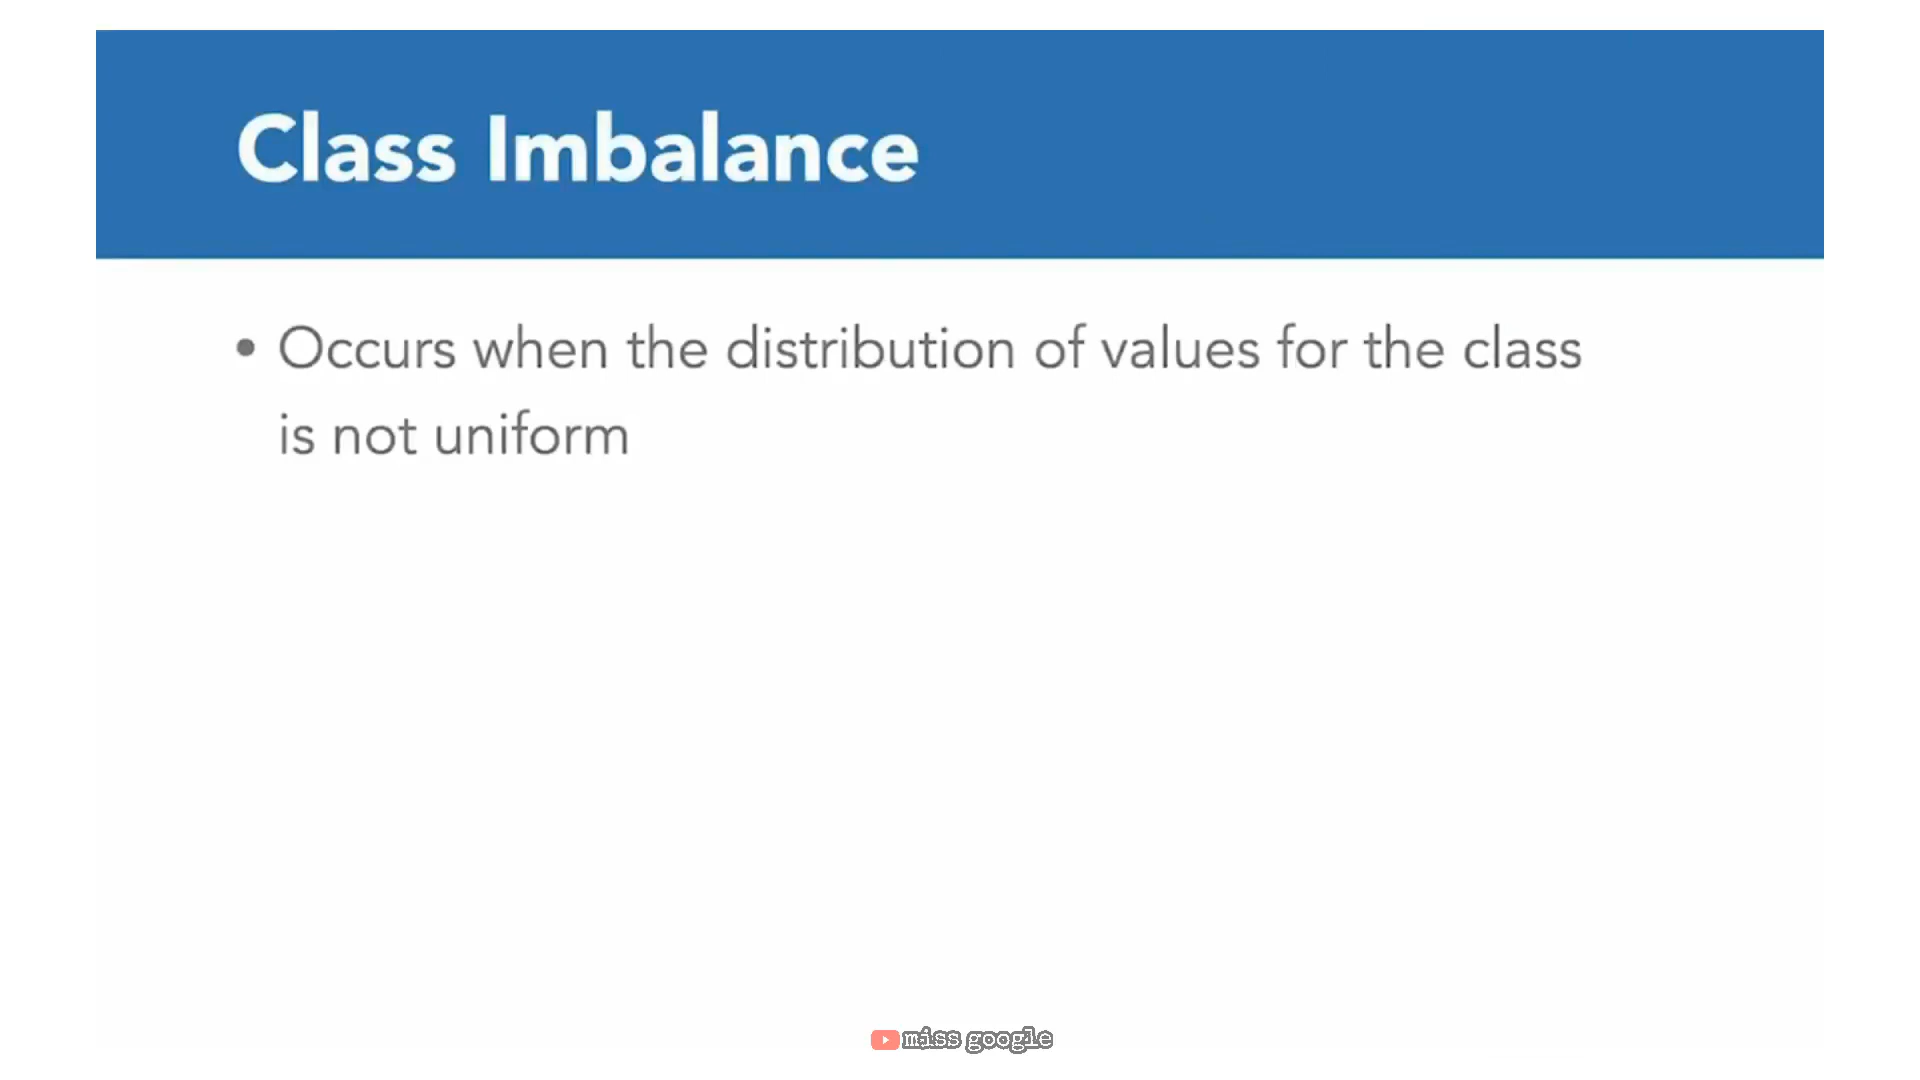 Class Imbalance
• Occurs when the distribution of values for the class
is not uniform
miss google